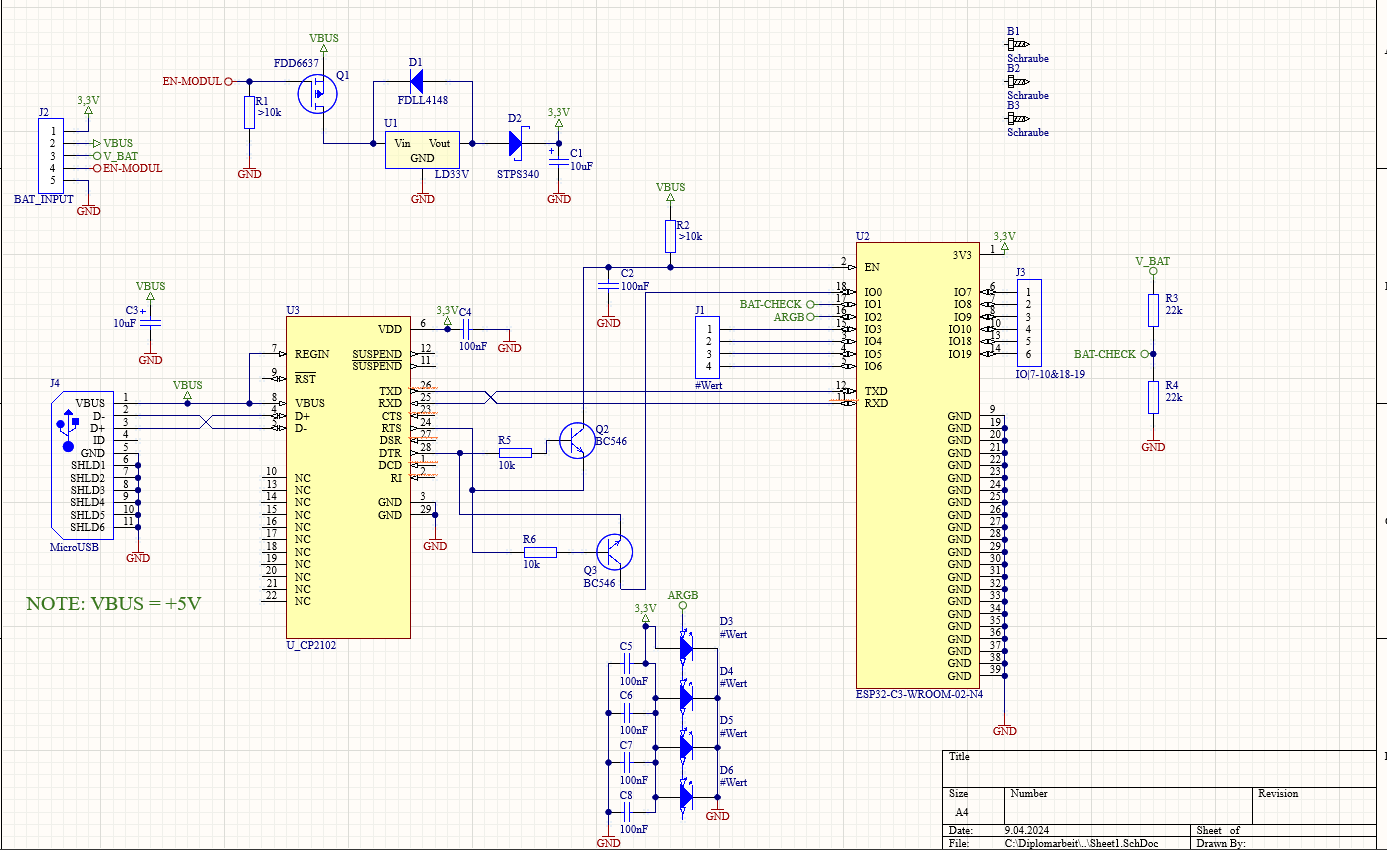 VBUS
FDD6637
Q1
EN-MODUL
R1
>10k
GND
D1
FDLL4148
U1
Vin Vout
GND
LD33V
GND
D2
STPS340
3,3V
+
C1
10uF
GND
B1
Schraube
B2
Schraube
B3
Schraube
J2
3,3V
1
2 VBUS
3 V_BAT
4 EN-MODUL
5
BAT_INPUT
GND
VBUS
R2
>10k
C2
100nF
GND
VBUS
C3 +
10uF
GND
J4
VBUS 1
D- 2
D+ 3
ID 4
GND 5
SHLD1 6
SHLD2 7
SHLD3 8
SHLD4 9
SHLD5 10
SHLD6 11
MicroUSB
GND
VBUS
U3
VDD 6
7 REGIN
SUSPEND 12
SUSPEND 11
9 RST
TXD 26
8 VBUS RXD 25
4 D+ CTS 23
D- RTS 24
DSR 27
DTR 28
DCD 1
RI 2
10 NC
13 NC
14 NC GND 3
15 NC GND 29
16 NC
17 NC
18 NC
19 NC
20 NC
21 NC
22 NC
U_CP2102
GND
3,3V
C4
100nF
GND
R5
10k
Q2
BC546
R6
10k
Q3
BC546
NOTE: VBUS = +5V
J1
1
2
3
4
#Wert
BAT-CHECK
ARGB
U2
3V3 1
3,3V
2 EN
18 IO0 IO7 6
17 IO1 IO8 7
16 IO2 IO9 8
IO3 IO10
IO4 IO18 13
IO5 IO19 14
IO6
12 TXD
11 RXD
GND 9
GND 19
GND 20
GND 21
GND 22
GND 23
GND 24
GND 25
GND 26
GND 27
GND 28
GND 29
GND 30
GND 31
GND 32
GND 33
GND 34
GND 35
GND 36
GND 37
GND 38
GND 39
ESP32-C3-WROOM-02-N4
GND
J3
1
2
3
4
5
6
IO|7-10&18-19
V_BAT
R3
22k
BAT-CHECK
R4
22k
GND
3,3V
ARGB
D3
#Wert
C5
100nF
D4
#Wert
C6
100nF
D5
#Wert
C7
100nF
D6
#Wert
C8
100nF
GND
GND
Title
Size Number Revision
A4
Date: 9.04.2024 Sheet of
File: C:\Diplomarbeit\..\Sheet1.SchDoc Drawn By: